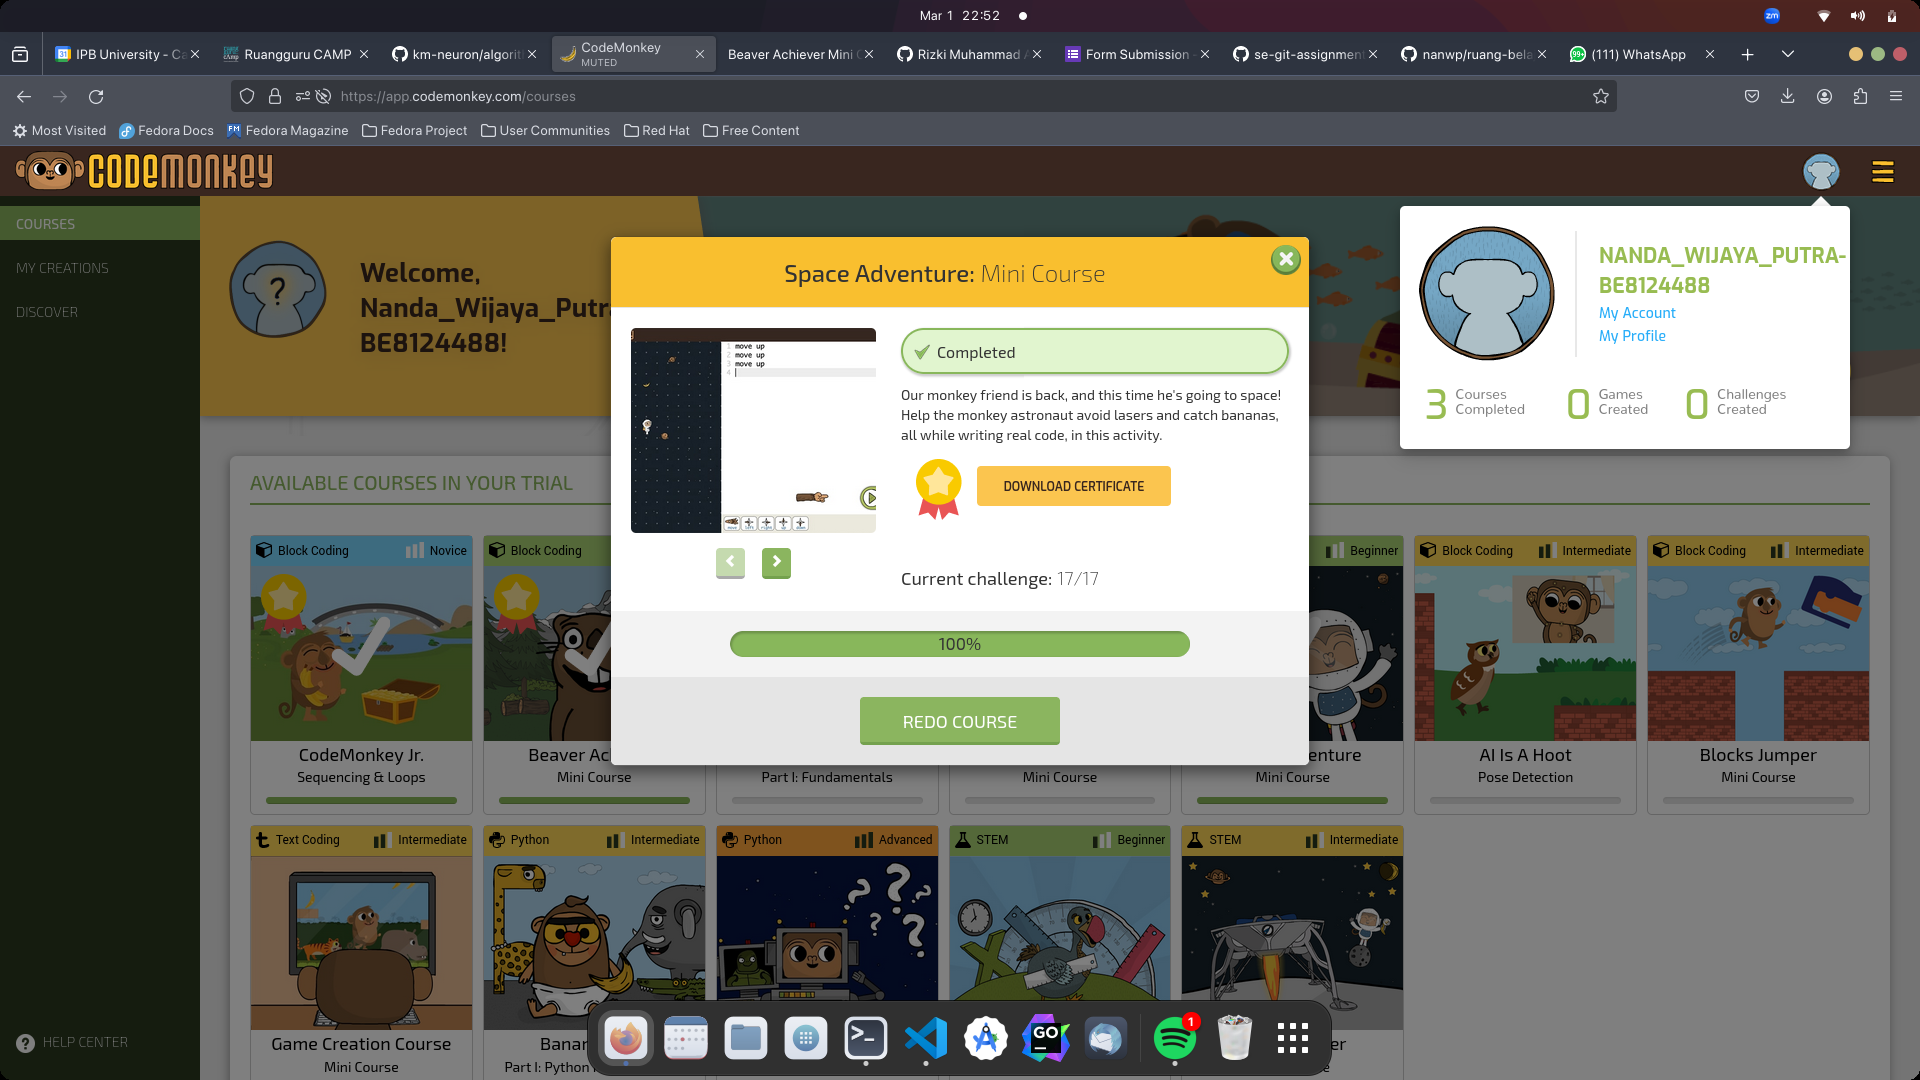 Mar 1 22:52
zm
IPB University - Ca
Ruangguru CAMP
km-neuron/algorit
CodeMonkey
MUTED
Beaver Achiever Mini C
Rizki Muhammad A
Form Submission -
se-git-assignment
nanwp/ruang-bela
(111) WhatsApp
https://app.codemonkey.com/courses
Most Visited
Fedora Docs
Fedora Magazine
Fedora Project
User Communities
Red Hat
Free Content
CODEMONKEY
COURSES
MY CREATIONS
DISCOVER
HELP CENTER
Welcome,
Nanda_Wijaya_Putra
BE8124488!
NANDA_WIJAYA_PUTRA-
BE8124488
My Account
My Profile
3 Courses Completed
0 Games Created
0 Challenges Created
Space Adventure: Mini Course
move up
move up
move up
4
Completed
Our monkey friend is back, and this time he's going to space!
Help the monkey astronaut avoid lasers and catch bananas,
all while writing real code, in this activity.
DOWNLOAD CERTIFICATE
Current challenge: 17/17
100%
REDO COURSE
AVAILABLE COURSES IN YOUR TRIAL
Block Coding Novice
CodeMonkey Jr.
Sequencing & Loops
Block Coding
Beaver Ac
Mini Course
Part I: Fundamentals
Mini Course
Beginner
enture
Mini Course
Block Coding Intermediate
AI Is A Hoot
Pose Detection
Block Coding Intermediate
Blocks Jumper
Mini Course
Text Coding Intermediate
Game Creation Course
Mini Course
Python Intermediate
Banan
Part I: Python
Python Advanced
STEM Beginner
STEM Intermediate
er
GO
1